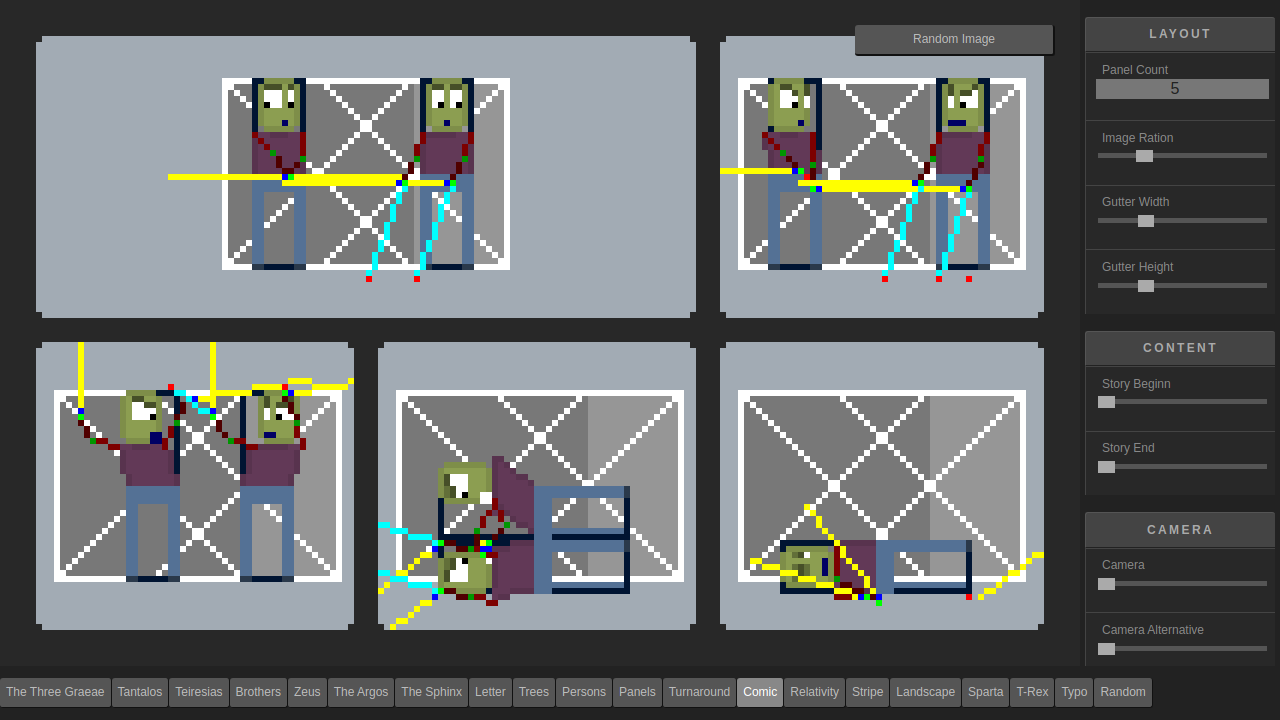 Random Image
LAYOUT
Panel Count
5
Image Ration
Gutter Width
Gutter Height
CONTENT
Story Beginn
Story End
CAMERA
Camera
Camera Alternative
The Three Graeae Tantalos Teiresias Brothers Zeus The Argos The Sphinx Letter Trees Persons Panels Turnaround Comic Relativity Stripe Landscape Sparta T-Rex Typo Random